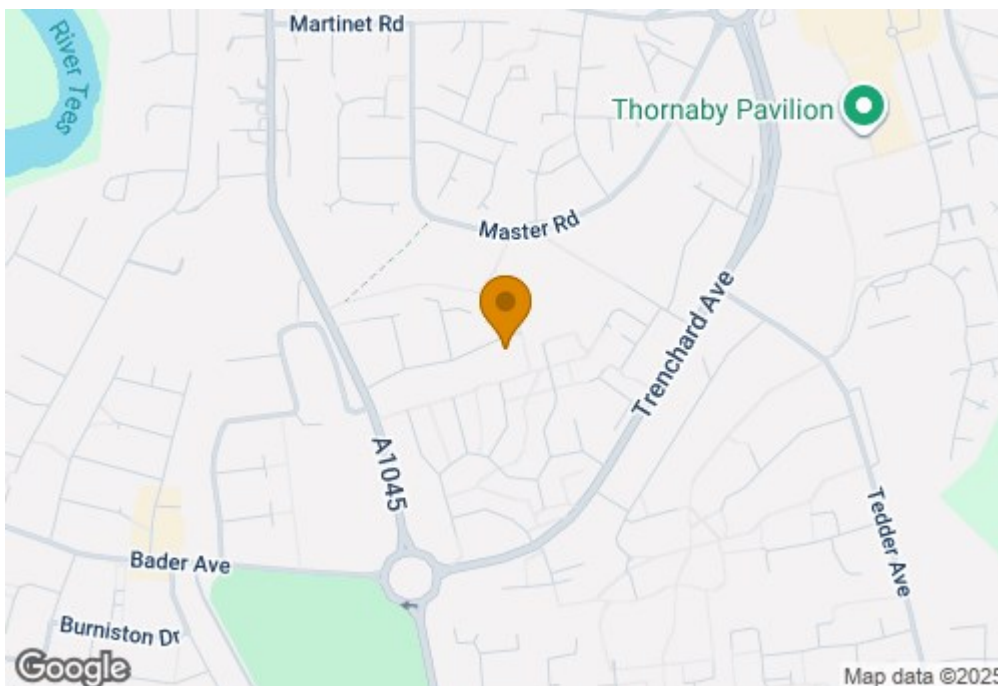 Martinet Rd
River Tees
Thornaby Pavilion
Master Rd
Trenchard Ave
A1045
Tedder Ave
Bader Ave
Burniston Dr
Google
Map data ©2025